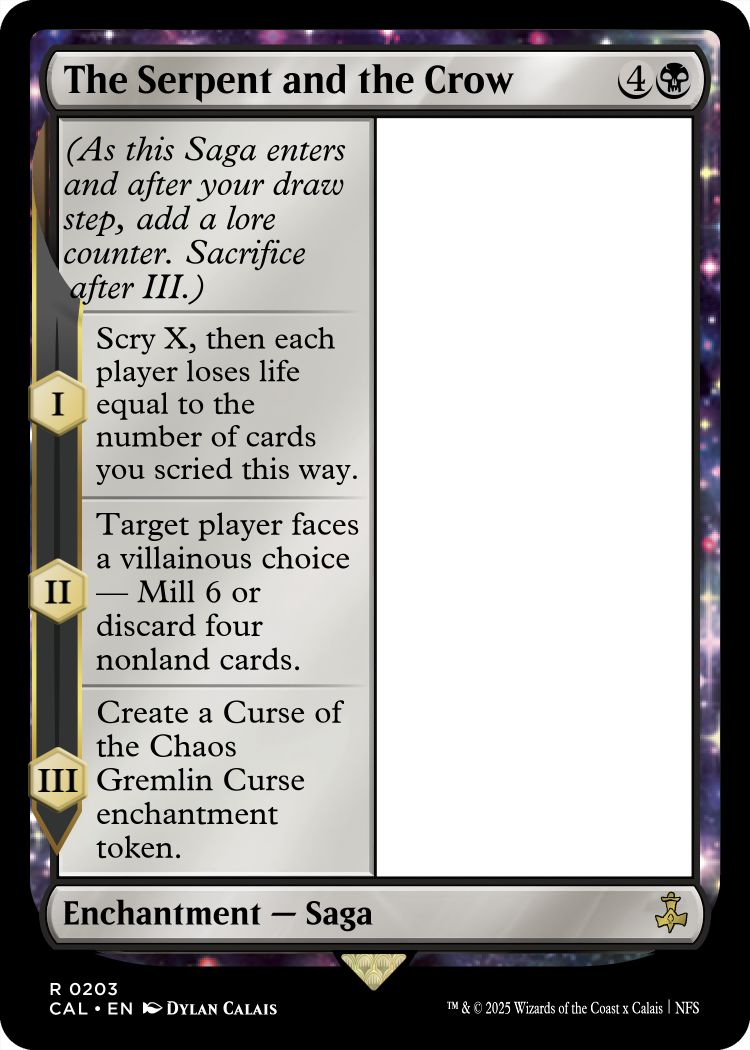 The Serpent and the Crow 4
(As this Saga enters
and after your draw
step, add a lore
counter. Sacrifice
after III.)
I
Scry X, then each
player loses life
equal to the
number of cards
you scried this way.
II
Target player faces
a villainous choice
— Mill 6 or
discard four
nonland cards.
III
Create a Curse of
the Chaos
Gremlin Curse
enchantment
token.
Enchantment — Saga
R 0203
CAL • EN DYLAN CALAIS
™ & © 2025 Wizards of the Coast x Calais | NFS